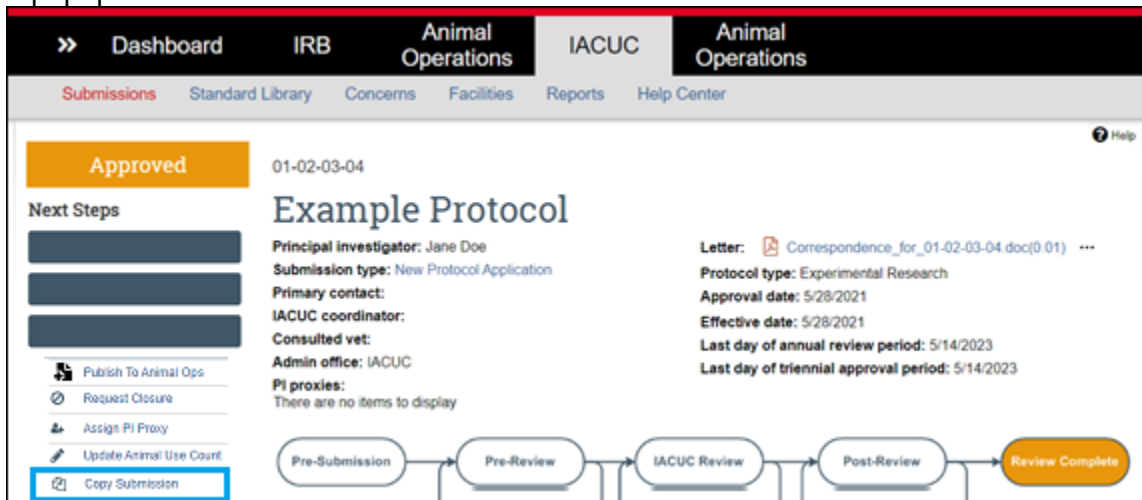 » Dashboard IRB Animal Operations IACUC Animal Operations
Submissions Standard Library Concerns Facilities Reports Help Center
Help
Approved
01-02-03-04
Next Steps
Example Protocol
Principal investigator: Jane Doe
Submission type: New Protocol Application
Primary contact:
IACUC coordinator:
Consulted vet:
Admin office: IACUC
PI proxies:
There are no items to display
Letter: Correspondence_for_01-02-03-04.doc(0.01) ...
Protocol type: Experimental Research
Approval date: 5/28/2021
Effective date: 5/28/2021
Last day of annual review period: 5/14/2023
Last day of triennial approval period: 5/14/2023
Publish To Animal Ops
Request Closure
Assign PI Proxy
Update Animal Use Count
Copy Submission
Pre-Submission Pre-Review IACUC Review Post-Review Review Complete